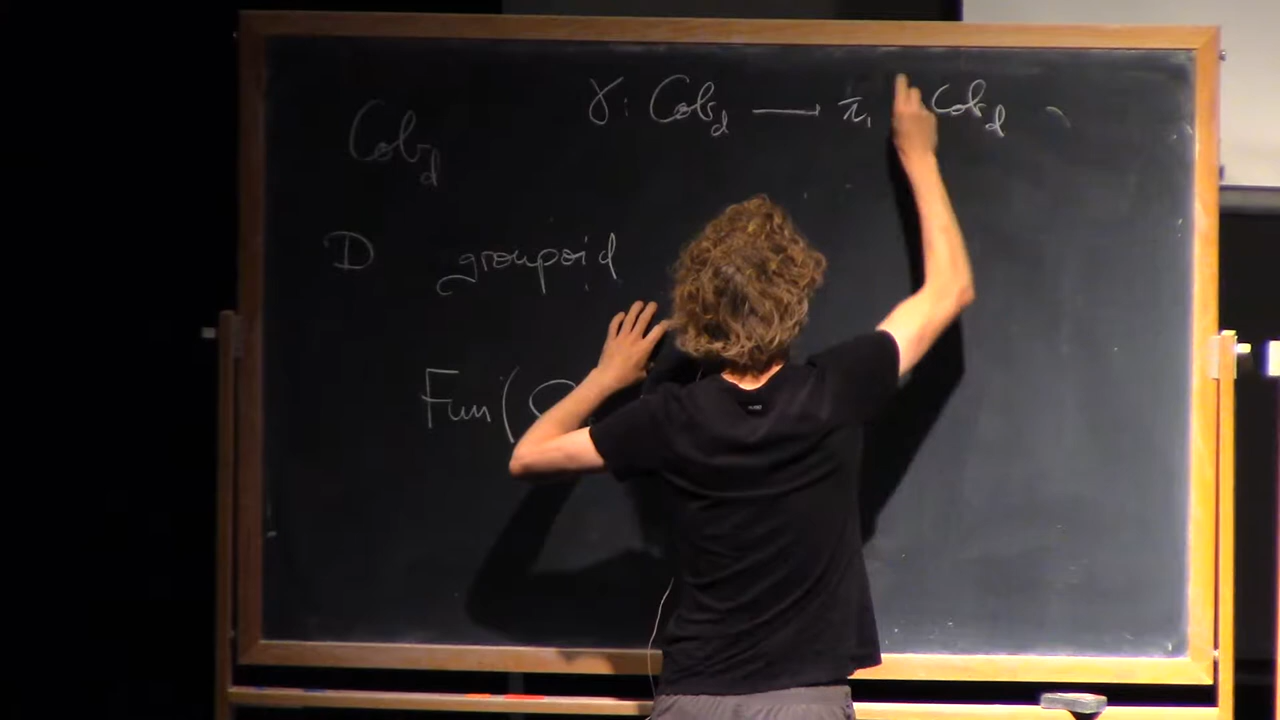 γ : Cob_d ⟶ π_1 Cob_d
Cob_d
D groupoid
Fun(